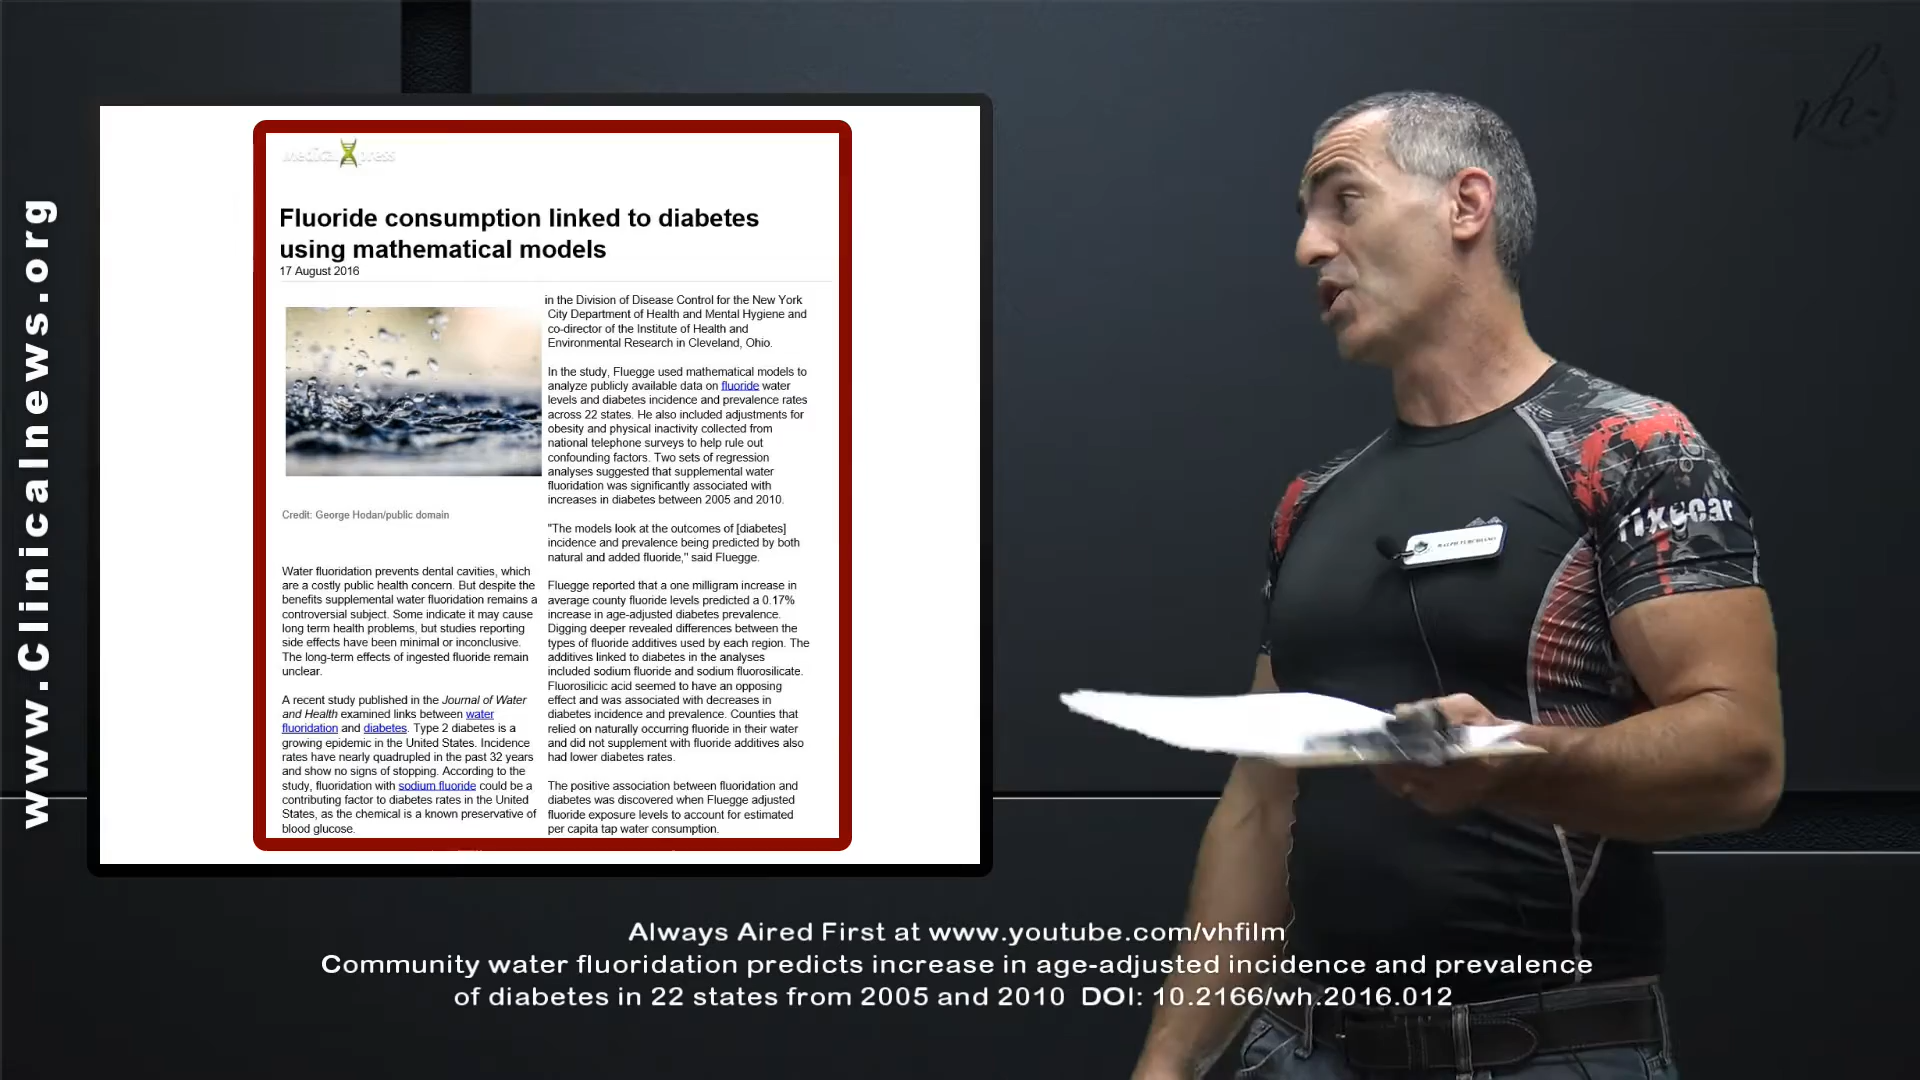 www.Clinicalnews.org
Medical Xpress
Fluoride consumption linked to diabetes
using mathematical models
17 August 2016
Credit: George Hodan/public domain
Water fluoridation prevents dental cavities, which
are a costly public health concern. But despite the
benefits supplemental water fluoridation remains a
controversial subject. Some indicate it may cause
long term health problems, but studies reporting
side effects have been minimal or inconclusive.
The long-term effects of ingested fluoride remain
unclear.
A recent study published in the Journal of Water
and Health examined links between water
fluoridation and diabetes. Type 2 diabetes is a
growing epidemic in the United States. Incidence
rates have nearly quadrupled in the past 32 years
and show no signs of stopping. According to the
study, fluoridation with sodium fluoride could be a
contributing factor to diabetes rates in the United
States, as the chemical is a known preservative of
blood glucose.
in the Division of Disease Control for the New York
City Department of Health and Mental Hygiene and
co-director of the Institute of Health and
Environmental Research in Cleveland, Ohio.
In the study, Fluegge used mathematical models to
analyze publicly available data on fluoride water
levels and diabetes incidence and prevalence rates
across 22 states. He also included adjustments for
obesity and physical inactivity collected from
national telephone surveys to help rule out
confounding factors. Two sets of regression
analyses suggested that supplemental water
fluoridation was significantly associated with
increases in diabetes between 2005 and 2010.
"The models look at the outcomes of [diabetes]
incidence and prevalence being predicted by both
natural and added fluoride," said Fluegge.
Fluegge reported that a one milligram increase in
average county fluoride levels predicted a 0.17%
increase in age-adjusted diabetes prevalence.
Digging deeper revealed differences between the
types of fluoride additives used by each region. The
additives linked to diabetes in the analyses
included sodium fluoride and sodium fluorosilicate.
Fluorosilicic acid seemed to have an opposing
effect and was associated with decreases in
diabetes incidence and prevalence. Counties that
relied on naturally occurring fluoride in their water
and did not supplement with fluoride additives also
had lower diabetes rates.
The positive association between fluoridation and
diabetes was discovered when Fluegge adjusted
fluoride exposure levels to account for estimated
per capita tap water consumption.
vh
fixgear
Always Aired First at www.youtube.com/vhfilm
Community water fluoridation predicts increase in age-adjusted incidence and prevalence
of diabetes in 22 states from 2005 and 2010 DOI: 10.2166/wh.2016.012